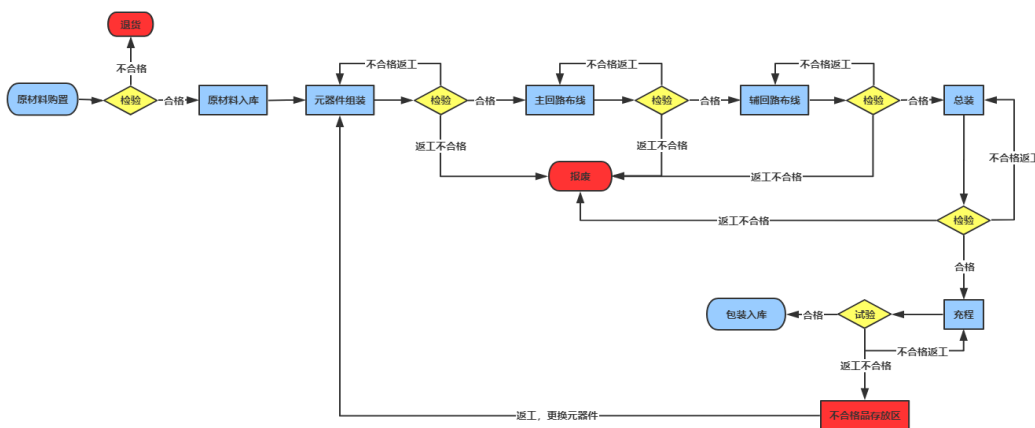 退货
不合格
原材料购置
检验
合格
原材料入库
元器件组装
不合格返工
检验
合格
主回路布线
不合格返工
检验
合格
辅回路布线
不合格返工
检验
合格
总装
返工不合格
返工不合格
返工不合格
报废
不合格返工
返工不合格
检验
合格
包装入库
合格
试验
充程
不合格返工
返工不合格
返工，更换元器件
不合格品存放区